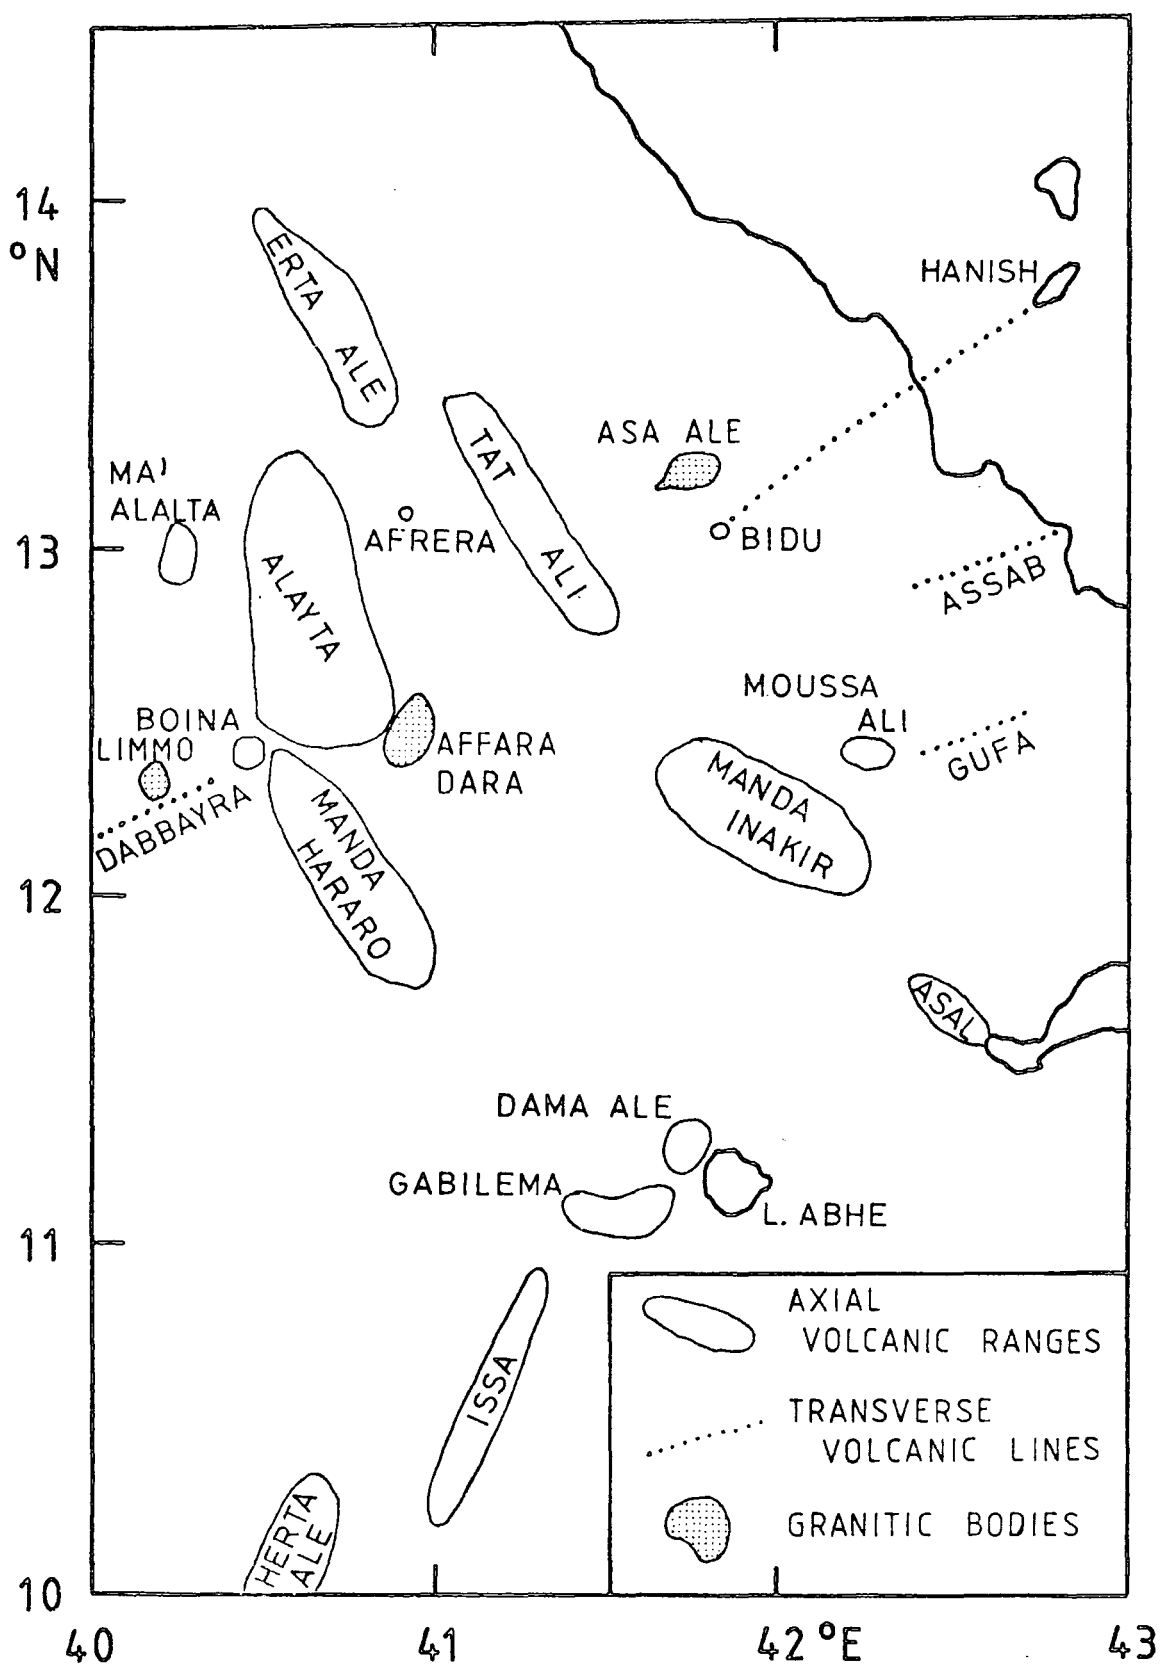 14
°N
HANISH
ERTA ALE
ASA ALE
TAT ALI
MA'
ALALTA
AFRERA
BIDU
13
ALAYTA
ASSAB
MOUSSA
ALI
BOINA
LIMMO
AFFARA
DARA
GUFA
DABBAYRA
MANDA
HARARO
MANDA
INAKIR
12
ASAL
DAMA ALE
GABILEMA
L. ABHE
11
ISSA
HERTA
ALE
AXIAL
VOLCANIC RANGES
TRANSVERSE
VOLCANIC LINES
GRANITIC BODIES
10
40 41 42 °E 43